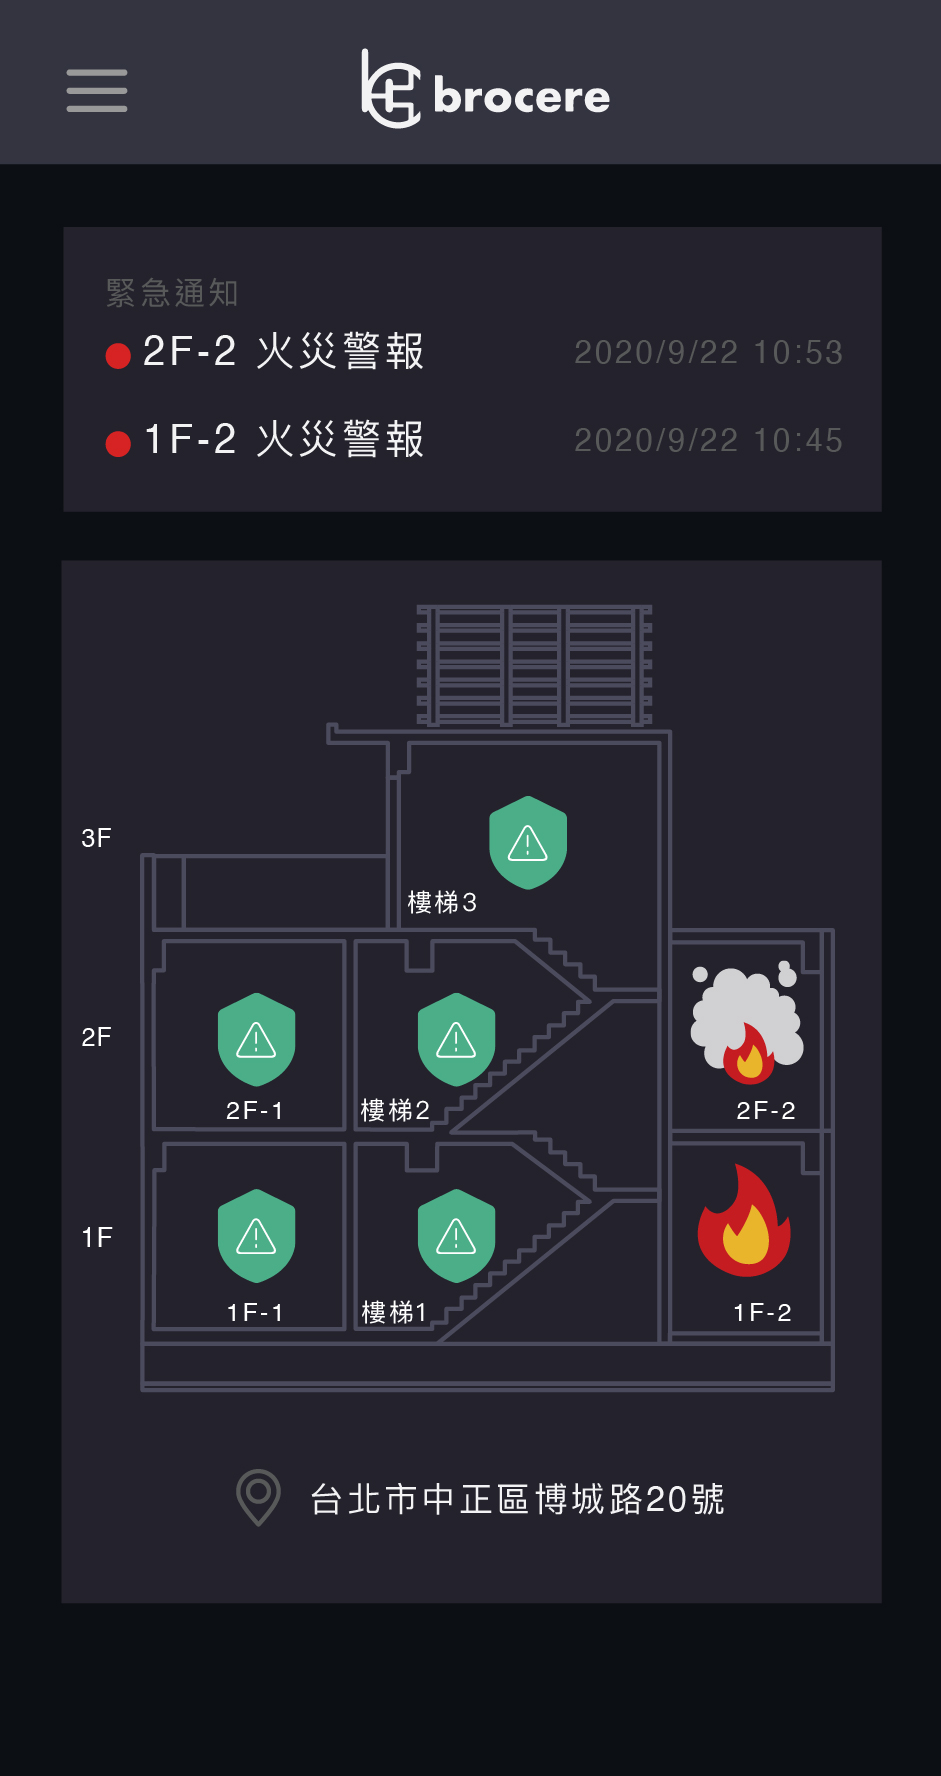 brocere
緊急通知
2F-2 火災警報 2020/9/22 10:53
1F-2 火災警報 2020/9/22 10:45
3F
樓梯3
2F
2F-1 樓梯2 2F-2
1F
1F-1 樓梯1 1F-2
台北市中正區博城路20號